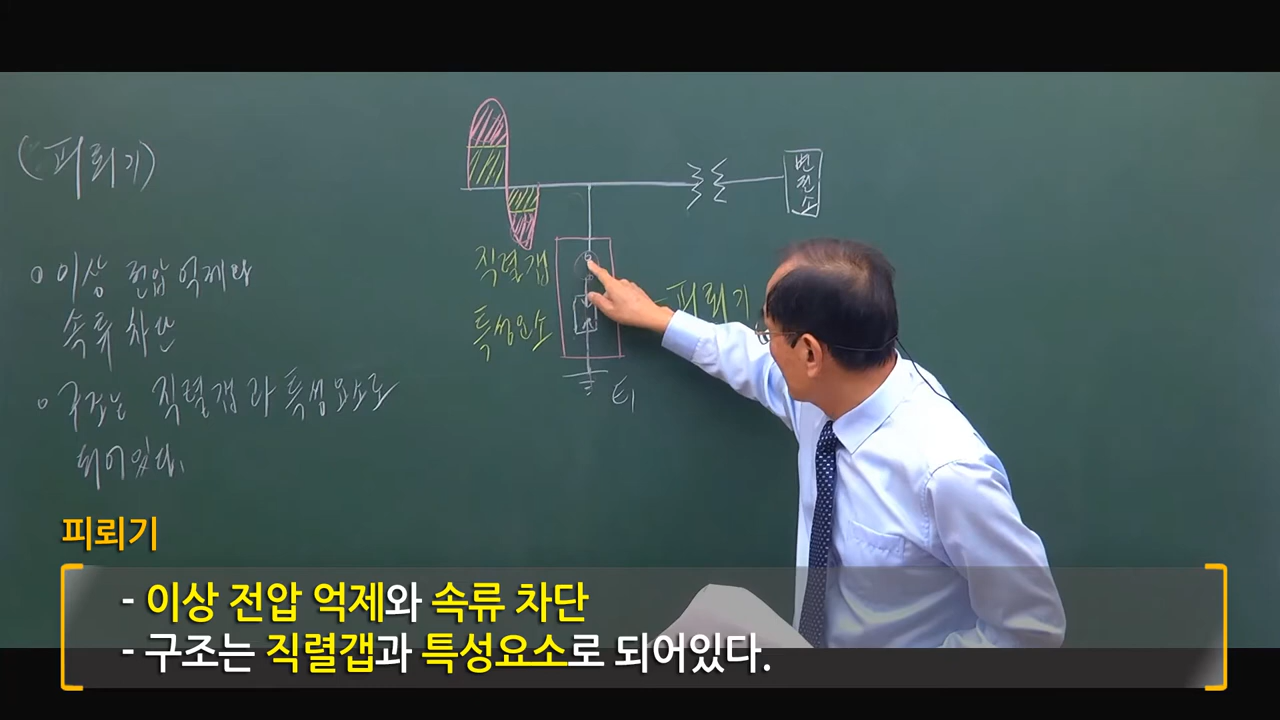 (피뢰기)
○ 이상 전압 억제와
속류 차단
○ 구조는 직렬갭과 특성요소로
되어있다.
변전소
직렬갭
특성요소
피뢰기
E₁
피뢰기
- 이상 전압 억제와 속류 차단
- 구조는 직렬갭과 특성요소로 되어있다.